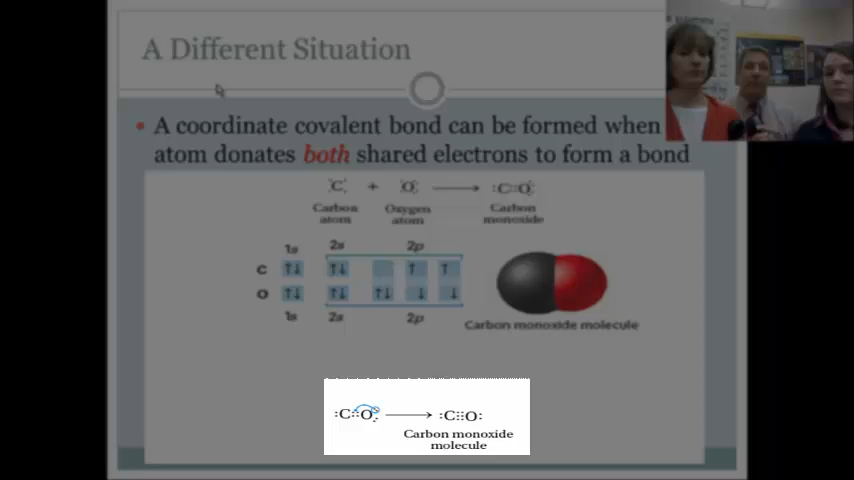 A Different Situation
• A coordinate covalent bond can be formed when
atom donates both shared electrons to form a bond
C + O → :C::O
Carbon atom Oxygen atom Carbon monoxide
1s 2s 2p
C ↑↓ ↑↓ ↑ ↑
O ↑↓ ↑↓ ↑↓ ↓ ↓
1s 2s 2p
Carbon monoxide molecule
:C::O: → :C:::O:
Carbon monoxide
molecule